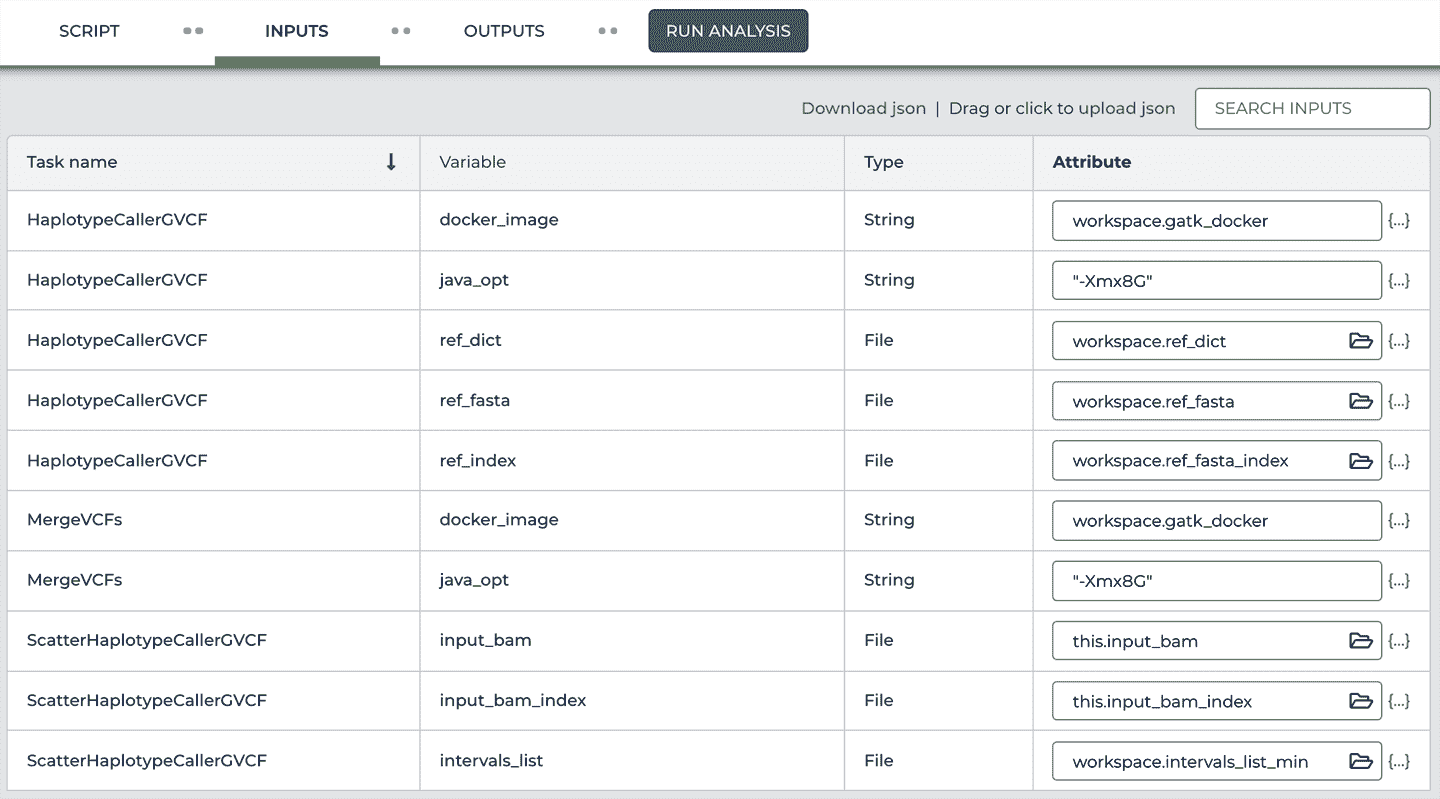 SCRIPT INPUTS OUTPUTS RUN ANALYSIS
Download json | Drag or click to upload json SEARCH INPUTS
Task name Variable Type Attribute
HaplotypeCallerGVCF docker_image String workspace.gatk_docker {...}
HaplotypeCallerGVCF java_opt String "-Xmx8G" {...}
HaplotypeCallerGVCF ref_dict File workspace.ref_dict {...}
HaplotypeCallerGVCF ref_fasta File workspace.ref_fasta {...}
HaplotypeCallerGVCF ref_index File workspace.ref_fasta_index {...}
MergeVCFs docker_image String workspace.gatk_docker {...}
MergeVCFs java_opt String "-Xmx8G" {...}
ScatterHaplotypeCallerGVCF input_bam File this.input_bam {...}
ScatterHaplotypeCallerGVCF input_bam_index File this.input_bam_index {...}
ScatterHaplotypeCallerGVCF intervals_list File workspace.intervals_list_min {...}